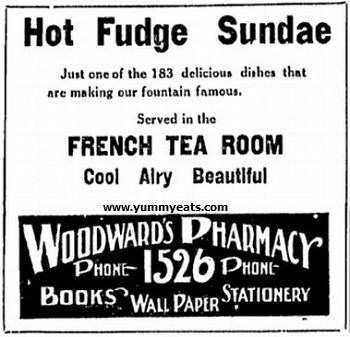 Hot Fudge Sundae
Just one of the 183 delicious dishes that
are making our fountain famous.
Served in the
FRENCH TEA ROOM
Cool Airy Beautiful
www.yummyeats.com
WOODWARD'S PHARMACY
PHONE 1526 PHONE
BOOKS WALL PAPER STATIONERY